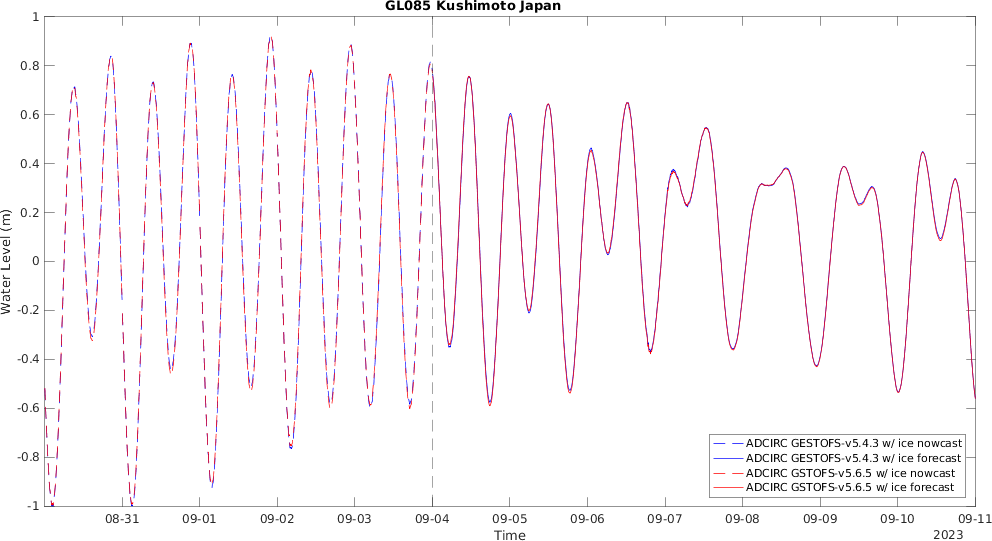 GL085 Kushimoto Japan
1
0.8
0.6
0.4
0.2
0
-0.2
-0.4
-0.6
-0.8
-1
Water Level (m)
ADCIRC GESTOFS-v5.4.3 w/ ice nowcast
ADCIRC GESTOFS-v5.4.3 w/ ice forecast
ADCIRC GSTOFS-v5.6.5 w/ ice nowcast
ADCIRC GSTOFS-v5.6.5 w/ ice forecast
08-31 09-01 09-02 09-03 09-04 09-05 09-06 09-07 09-08 09-09 09-10 09-11
Time
2023